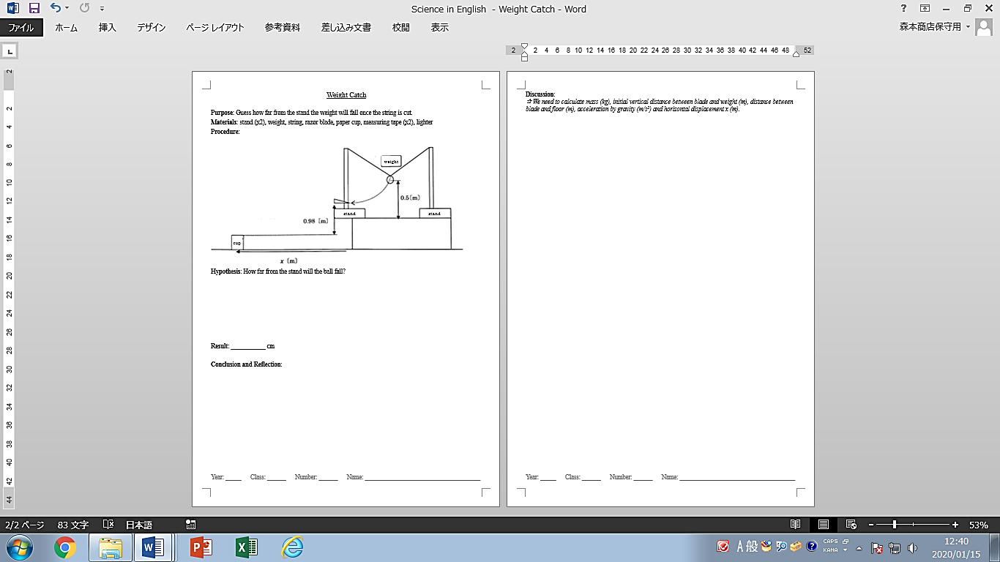 Science in English - Weight Catch - Word
?
ファイル ホーム 挿入 デザイン ページ レイアウト 参考資料 差し込み文書 校閲 表示
森本商店保守用
L
2 2 4 6 8 10 12 14 16 18 20 22 24 26 28 30 32 34 36 38 40 42 44 46 48 52
2
2
4
6
8
10
12
14
16
18
20
22
24
26
28
30
32
34
36
38
40
42
44
Weight Catch
Purpose: Guess how far from the stand the weight will fall once the string is cut.
Materials: stand (x2), weight, string, razor blade, paper cup, measuring tape (x2), lighter
Procedure:
weight
0.5[m]
stand
stand
0.98 [m]
cup
x [m]
Hypothesis: How far from the stand will the ball fall?
Result: __________ cm
Conclusion and Reflection:
Year: ____ Class: _____ Number: _____ Name: ______________________________
Discussion:
☆We need to calculate mass (kg), initial vertical distance between blade and weight (m), distance between
blade and floor (m), acceleration by gravity (m/s²) and horizontal displacement x (m).
Year: ____ Class: _____ Number: _____ Name: ______________________________
2/2 ページ 83 文字 日本語
53%
A 般
CAPS
KANA
12:40
2020/01/15